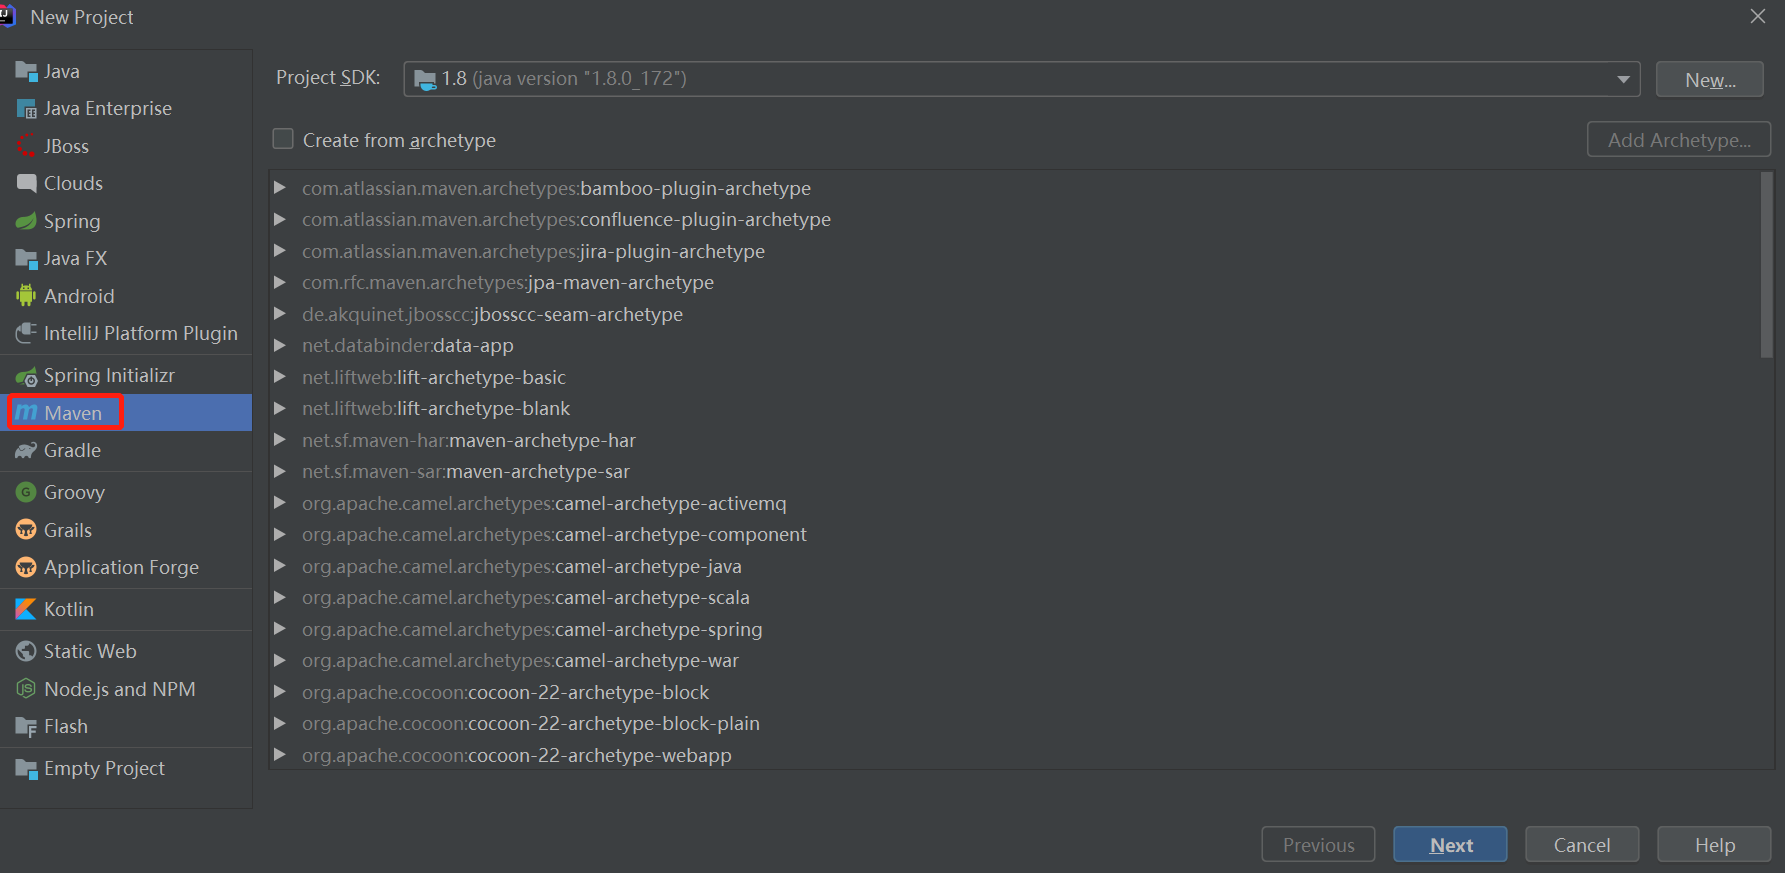 New Project
Java
Java Enterprise
JBoss
Clouds
Spring
Java FX
Android
IntelliJ Platform Plugin
Spring Initializr
Maven
Gradle
Groovy
Grails
Application Forge
Kotlin
Static Web
Node.js and NPM
Flash
Empty Project
Project SDK: 1.8 (java version "1.8.0_172") New...
Create from archetype Add Archetype...
com.atlassian.maven.archetypes:bamboo-plugin-archetype
com.atlassian.maven.archetypes:confluence-plugin-archetype
com.atlassian.maven.archetypes:jira-plugin-archetype
com.rfc.maven.archetypes:jpa-maven-archetype
de.akquinet.jbosscc:jbosscc-seam-archetype
net.databinder:data-app
net.liftweb:lift-archetype-basic
net.liftweb:lift-archetype-blank
net.sf.maven-har:maven-archetype-har
net.sf.maven-sar:maven-archetype-sar
org.apache.camel.archetypes:camel-archetype-activemq
org.apache.camel.archetypes:camel-archetype-component
org.apache.camel.archetypes:camel-archetype-java
org.apache.camel.archetypes:camel-archetype-scala
org.apache.camel.archetypes:camel-archetype-spring
org.apache.camel.archetypes:camel-archetype-war
org.apache.cocoon:cocoon-22-archetype-block
org.apache.cocoon:cocoon-22-archetype-block-plain
org.apache.cocoon:cocoon-22-archetype-webapp
Previous Next Cancel Help